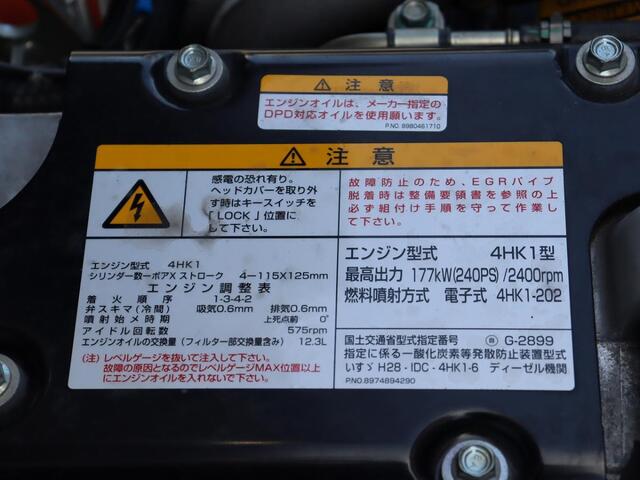 注意
エンジンオイルは、メーカー指定の
DPD対応オイルを使用願います。
P.NO. 8980461710
注意
感電の恐れ有り。
ヘッドカバーを取り外
す時はキースイッチを
「LOCK」位置に
して下さい。
故障防止のため、EGRパイプ
脱着時は整備要領書を参照の上
必ず組付け手順を守って作業し
て下さい。
エンジン型式 4HK1
シリンダ数ーボアXストローク 4-115X125mm
エンジン調整表
着火順序 1-3-4-2
弁スキマ(冷間) 吸気0.6mm 排気0.6mm
噴射始メ時期 上死点前 0°
アイドル回転数 575rpm
エンジンオイルの交換量(フィルター部交換量含み) 12.3L
(注)レベルゲージを抜いて注入して下さい。
故障の原因となるのでレベルゲージMAX位置以上
にエンジンオイルを入れないで下さい。
エンジン型式 4HK1型
最高出力 177kW(240PS)/2400rpm
燃料噴射方式 電子式 4HK1-202
国土交通省型式指定番号 G-2899
指定に係る一酸化炭素等発散防止装置型式
いすゞ H28・IDC・4HK1-6 ディーゼル機関
P.NO.8974894290